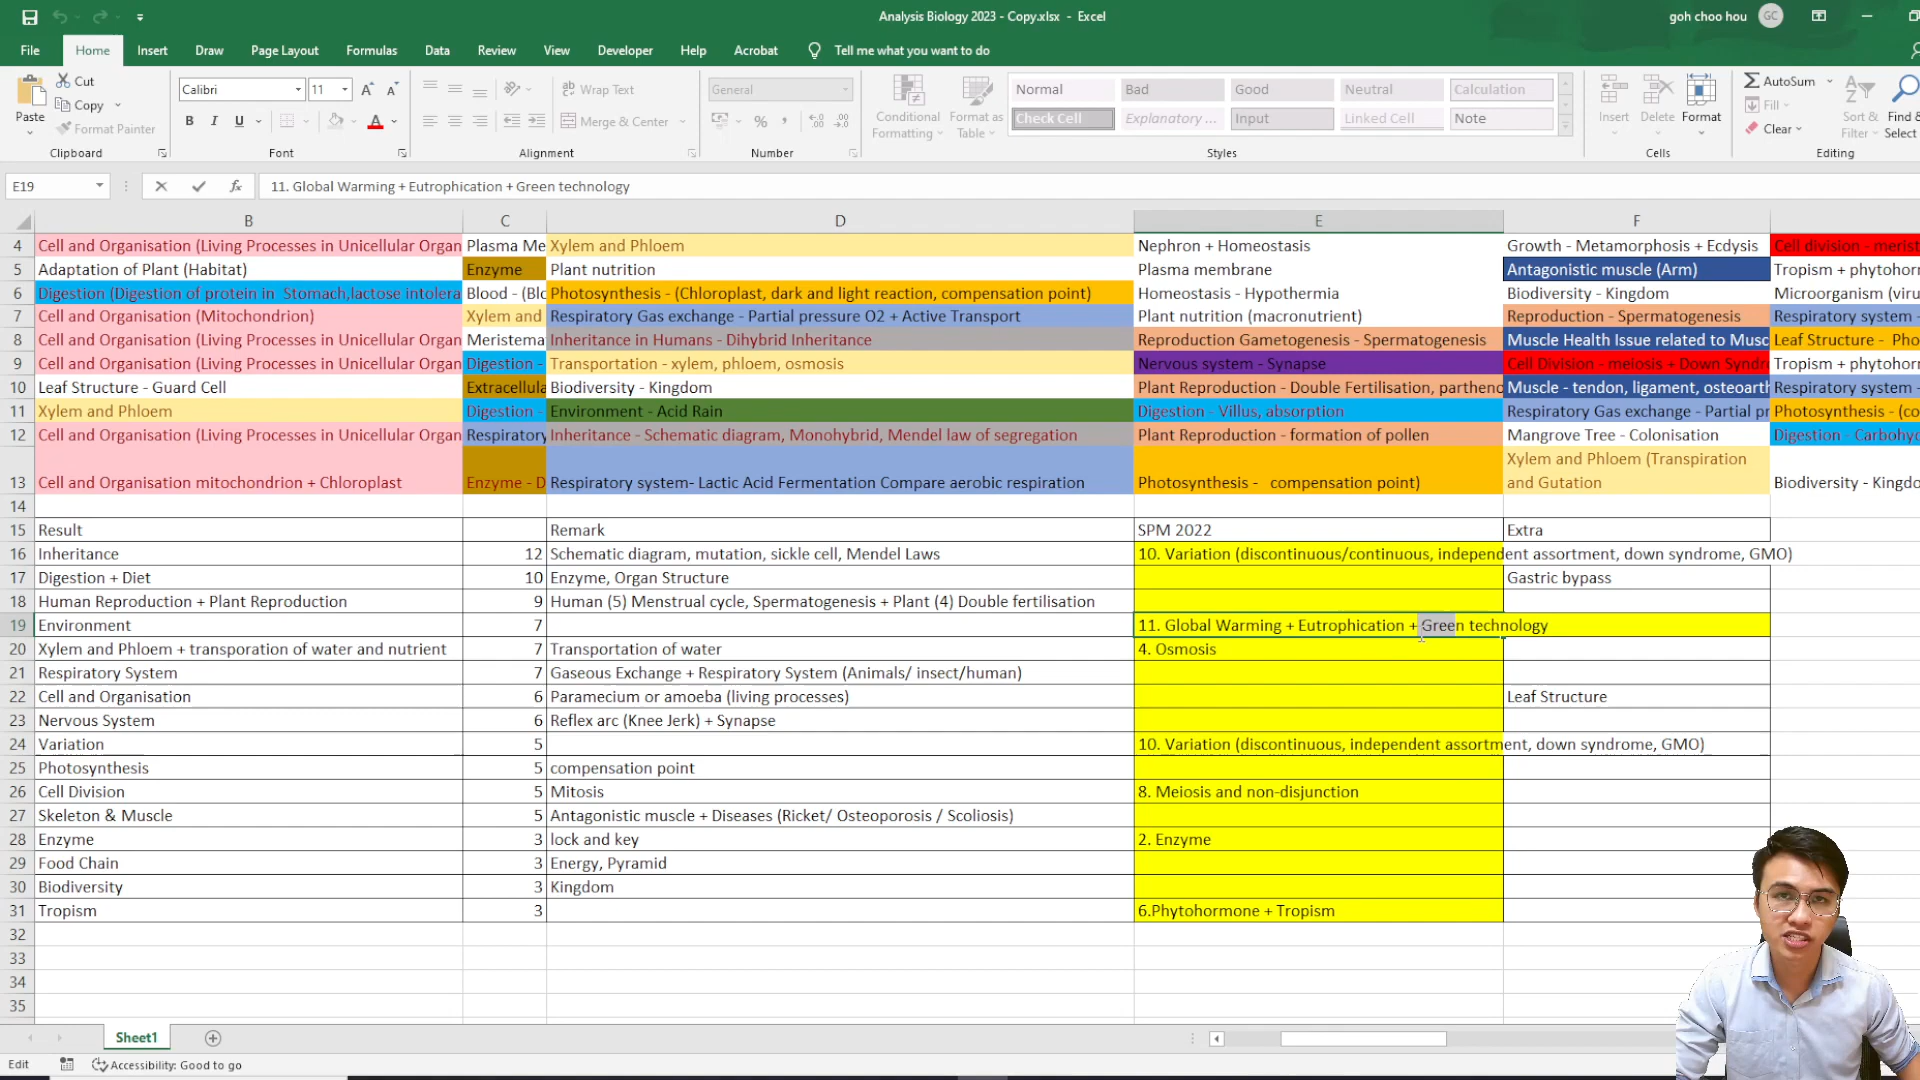 Analysis Biology 2023 - Copy.xlsx - Excel
goh choo hou GC
File Home Insert Draw Page Layout Formulas Data Review View Developer Help Acrobat Tell me what you want to do
Paste Cut Copy Format Painter Clipboard
Calibri 11 A A B I U A Font
Wrap Text Merge & Center Alignment
General % Number
Conditional Formatting Format as Table
Normal Bad Good Neutral Calculation
Check Cell Explanatory ... Input Linked Cell Note
Styles
Insert Delete Format Cells
AutoSum Fill Clear Sort & Filter Find & Select Editing
E19 fx 11. Global Warming + Eutrophication + Green technology
B C D E F
4 Cell and Organisation (Living Processes in Unicellular Organ Plasma Me Xylem and Phloem Nephron + Homeostasis Growth - Metamorphosis + Ecdysis Cell division - merist
5 Adaptation of Plant (Habitat) Enzyme Plant nutrition Plasma membrane Antagonistic muscle (Arm) Tropism + phytohorn
6 Digestion (Digestion of protein in Stomach,lactose intolera Blood - (Blo Photosynthesis - (Chloroplast, dark and light reaction, compensation point) Homeostasis - Hypothermia Biodiversity - Kingdom Microorganism (viru
7 Cell and Organisation (Mitochondrion) Xylem and Respiratory Gas exchange - Partial pressure O2 + Active Transport Plant nutrition (macronutrient) Reproduction - Spermatogenesis Respiratory system -
8 Cell and Organisation (Living Processes in Unicellular Organ Meristema Inheritance in Humans - Dihybrid Inheritance Reproduction Gametogenesis - Spermatogenesis Muscle Health Issue related to Musc Leaf Structure - Pho
9 Cell and Organisation (Living Processes in Unicellular Organ Digestion - Transportation - xylem, phloem, osmosis Nervous system - Synapse Cell Division - meiosis + Down Syndr Tropism + phytohorn
10 Leaf Structure - Guard Cell Extracellula Biodiversity - Kingdom Plant Reproduction - Double Fertilisation, partheno Muscle - tendon, ligament, osteoarth Respiratory system -
11 Xylem and Phloem Digestion - Environment - Acid Rain Digestion - Villus, absorption Respiratory Gas exchange - Partial pr Photosynthesis - (co
12 Cell and Organisation (Living Processes in Unicellular Organ Respiratory Inheritance - Schematic diagram, Monohybrid, Mendel law of segregation Plant Reproduction - formation of pollen Mangrove Tree - Colonisation Digestion - Carbohyd
13 Cell and Organisation mitochondrion + Chloroplast Enzyme - D Respiratory system- Lactic Acid Fermentation Compare aerobic respiration Photosynthesis - compensation point) Xylem and Phloem (Transpiration and Gutation Biodiversity - Kingdo
14
15 Result Remark SPM 2022 Extra
16 Inheritance 12 Schematic diagram, mutation, sickle cell, Mendel Laws 10. Variation (discontinuous/continuous, independent assortment, down syndrome, GMO)
17 Digestion + Diet 10 Enzyme, Organ Structure Gastric bypass
18 Human Reproduction + Plant Reproduction 9 Human (5) Menstrual cycle, Spermatogenesis + Plant (4) Double fertilisation
19 Environment 7 11. Global Warming + Eutrophication + Green technology
20 Xylem and Phloem + transporation of water and nutrient 7 Transportation of water 4. Osmosis
21 Respiratory System 7 Gaseous Exchange + Respiratory System (Animals/ insect/human)
22 Cell and Organisation 6 Paramecium or amoeba (living processes) Leaf Structure
23 Nervous System 6 Reflex arc (Knee Jerk) + Synapse
24 Variation 5 10. Variation (discontinuous, independent assortment, down syndrome, GMO)
25 Photosynthesis 5 compensation point
26 Cell Division 5 Mitosis 8. Meiosis and non-disjunction
27 Skeleton & Muscle 5 Antagonistic muscle + Diseases (Ricket/ Osteoporosis / Scoliosis)
28 Enzyme 3 lock and key 2. Enzyme
29 Food Chain 3 Energy, Pyramid
30 Biodiversity 3 Kingdom
31 Tropism 3 6.Phytohormone + Tropism
32
33
34
35
Sheet1
Edit Accessibility: Good to go